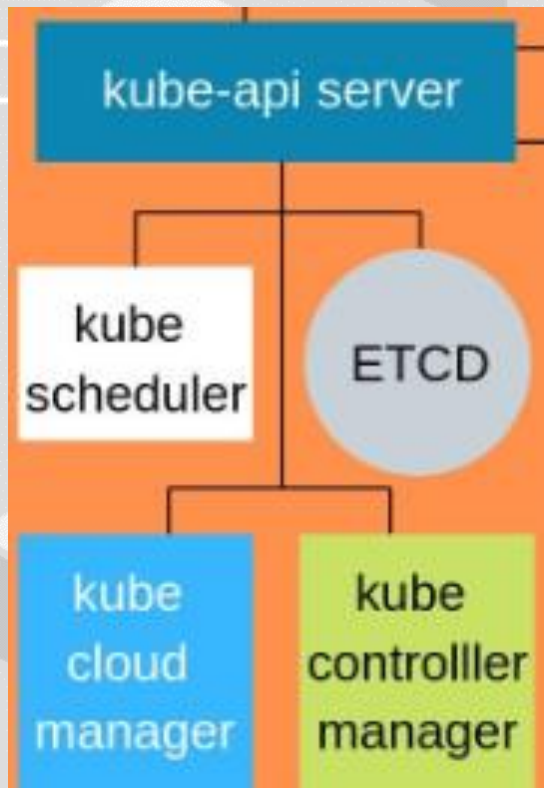 kube-api server
kube
scheduler
ETCD
kube
cloud
manager
kube
controlller
manager